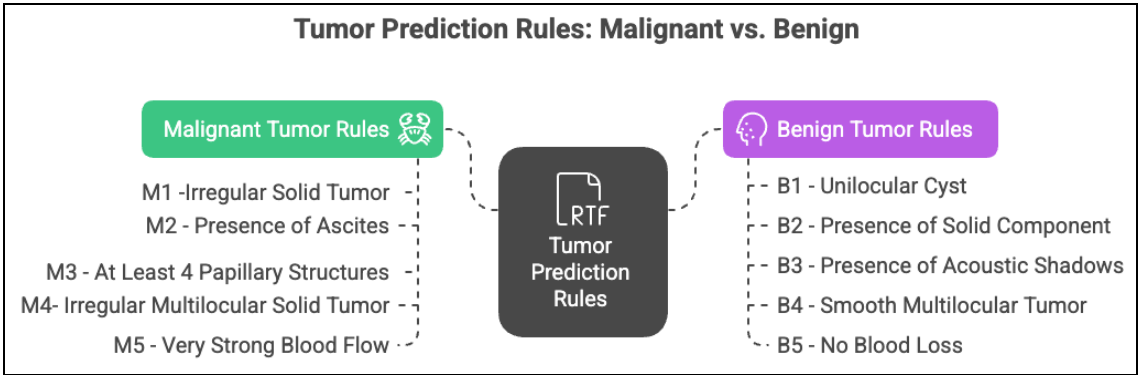 Tumor Prediction Rules: Malignant vs. Benign
Malignant Tumor Rules
M1 -Irregular Solid Tumor
M2 - Presence of Ascites
M3 - At Least 4 Papillary Structures
M4- Irregular Multilocular Solid Tumor
M5 - Very Strong Blood Flow
RTF
Tumor
Prediction
Rules
Benign Tumor Rules
B1 - Unilocular Cyst
B2 - Presence of Solid Component
B3 - Presence of Acoustic Shadows
B4 - Smooth Multilocular Tumor
B5 - No Blood Loss